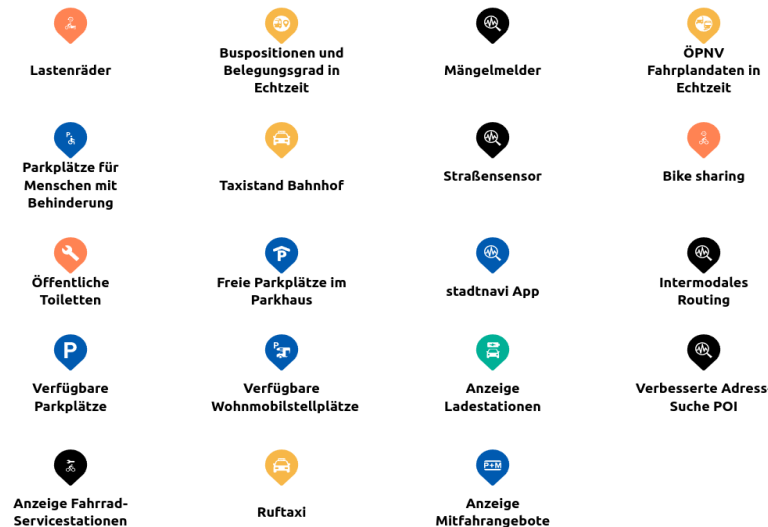 Lastenräder
Buspositionen und
Belegungsgrad in
Echtzeit
Mängelmelder
ÖPNV
Fahrplandaten in
Echtzeit
P
Parkplätze für
Menschen mit
Behinderung
Taxistand Bahnhof
Straßensensor
Bike sharing
Öffentliche
Toiletten
P
Freie Parkplätze im
Parkhaus
stadtnavi App
Intermodales
Routing
P
Verfügbare
Parkplätze
P
Verfügbare
Wohnmobilstellplätze
Anzeige
Ladestationen
Verbesserte Adress
Suche POI
Anzeige Fahrrad-
Servicestationen
Ruftaxi
P+M
Anzeige
Mitfahrangebote